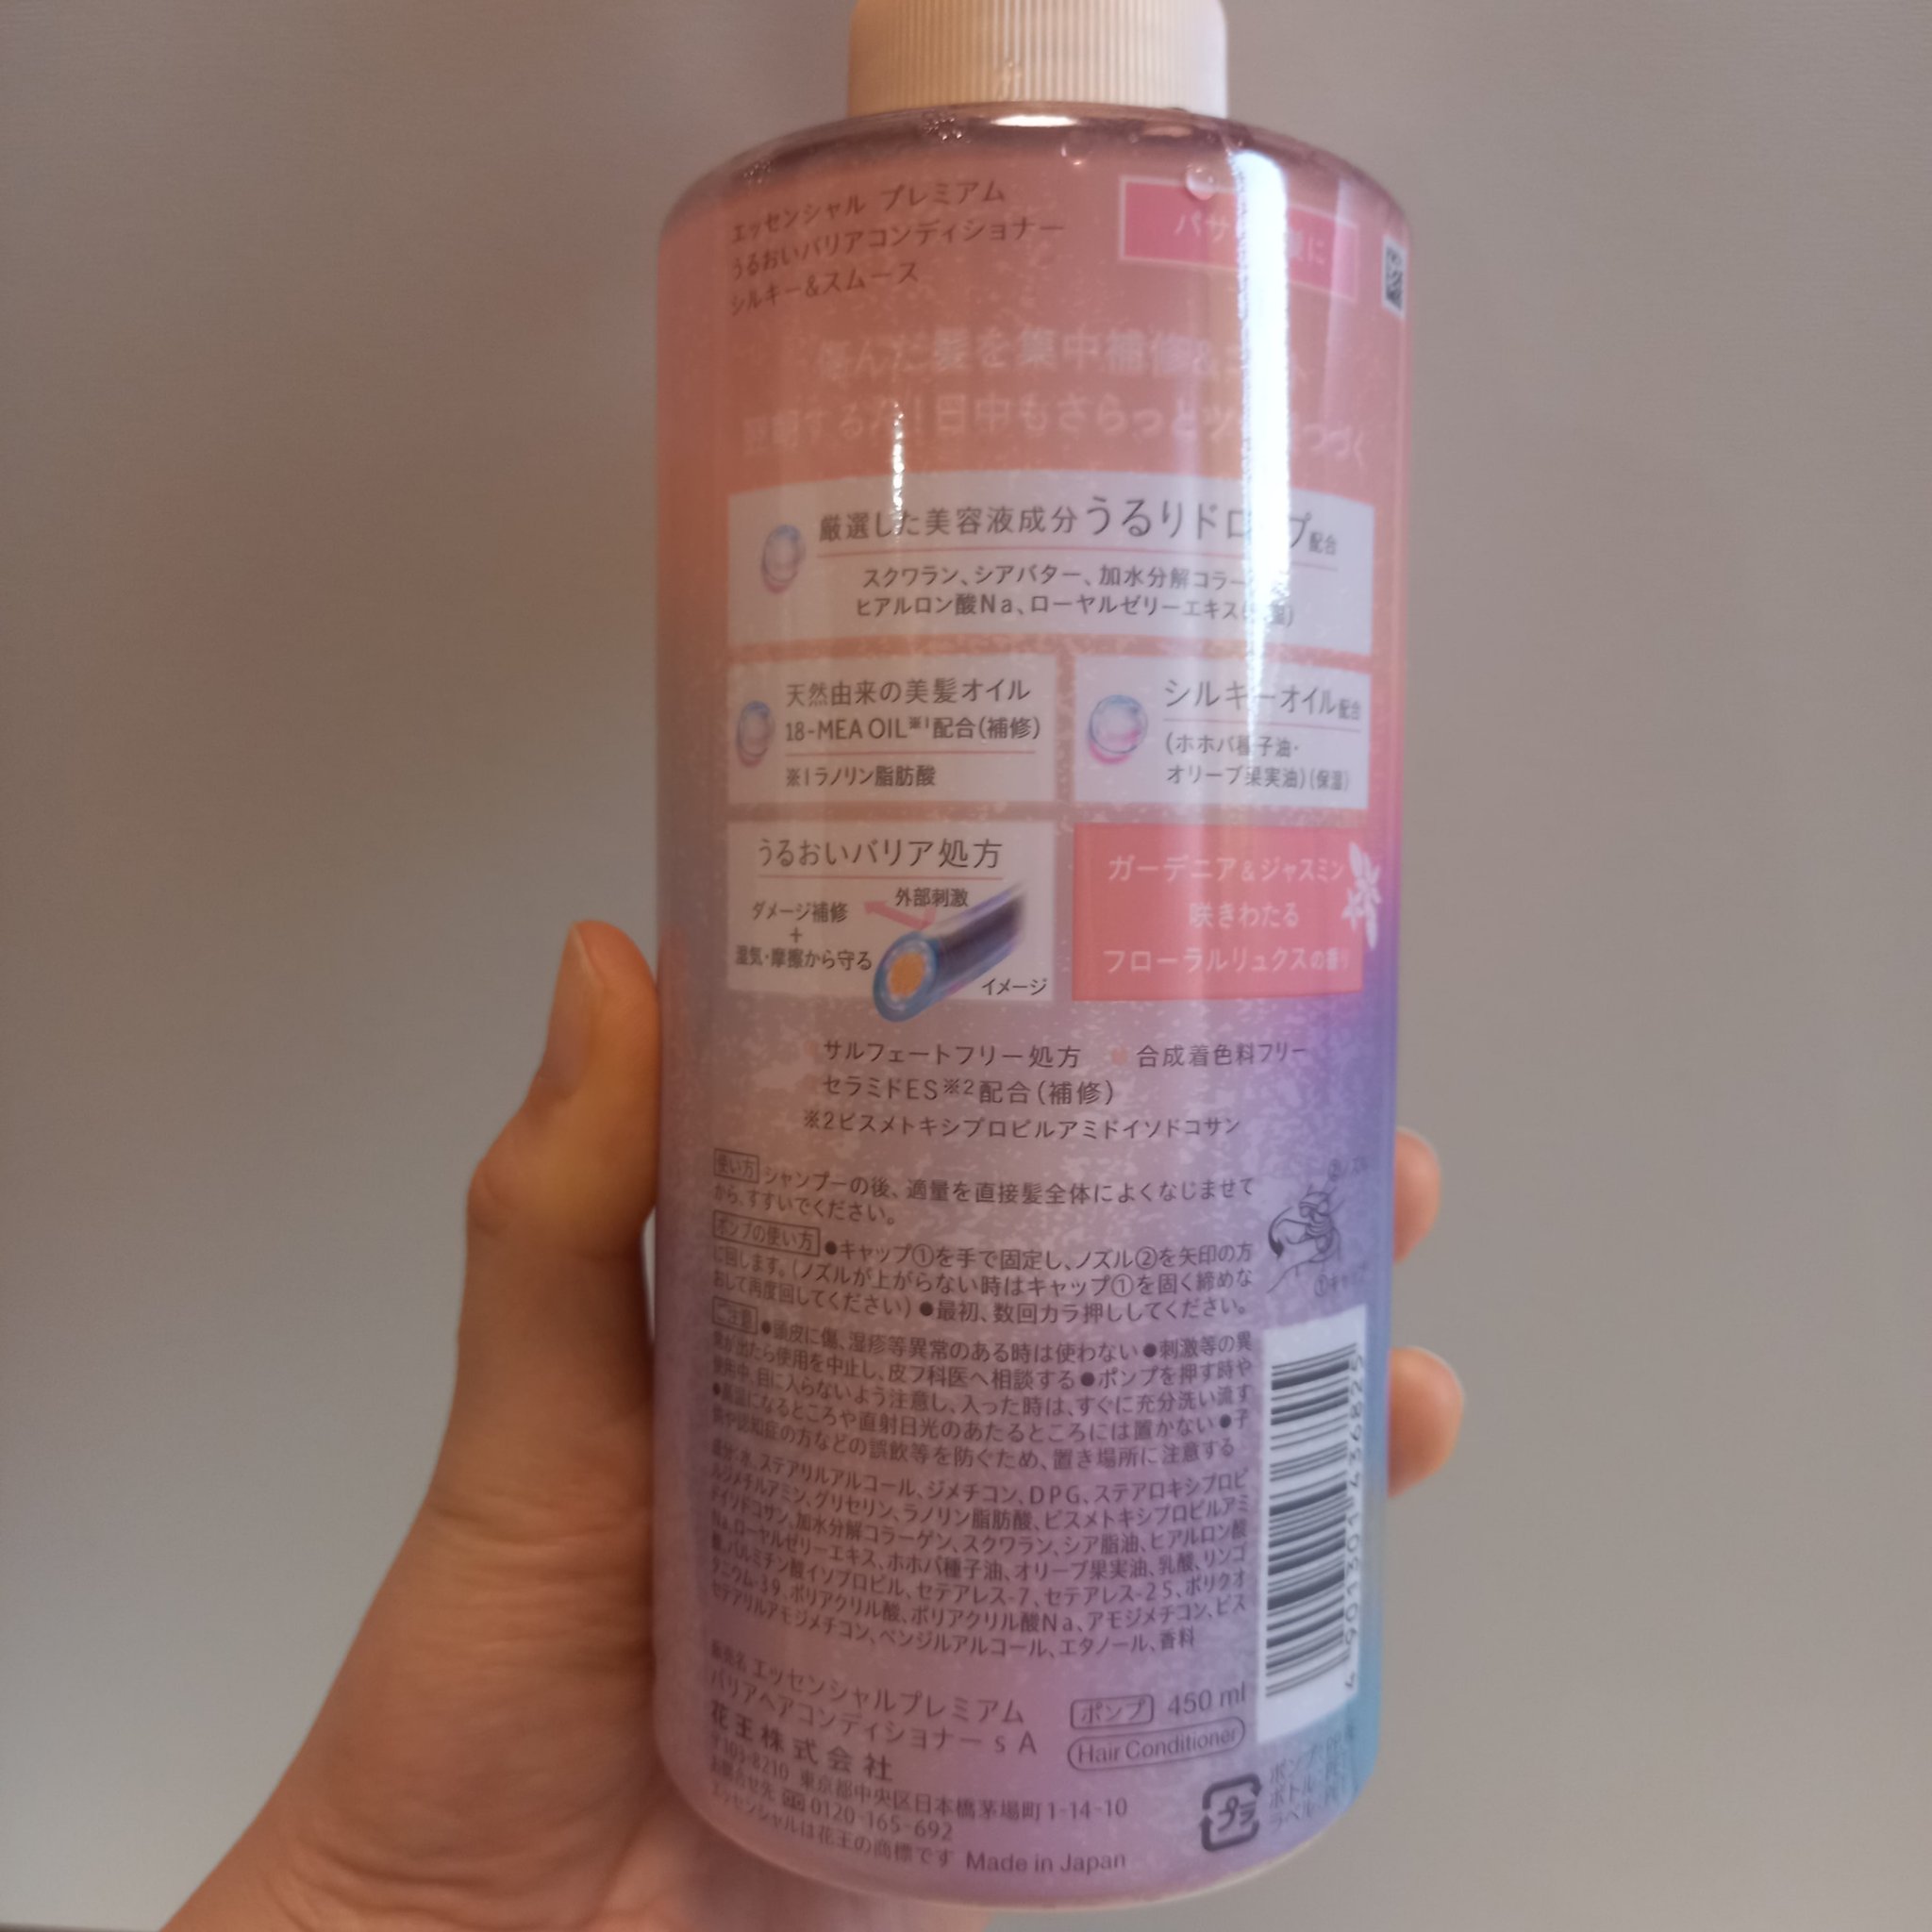 エッセンシャル プレミアム
うるおいバリアコンディショナー
シルキー&スムース
パサ
に
傷んだ髪を集中補修&
日中もさらっと
つづく
厳選した美容液成分うるりド
プ配合
スクワラン、シアバター、加水分解コラー
ヒアルロン酸Na、ローヤルゼリーエキス
天然由来の美髪オイル
18-MEA OIL※1配合(補修)
※1ラノリン脂肪酸
シルキーオイル配合
(ホホバ種子油・
オリーブ果実油)(保湿)
うるおいバリア処方
外部刺激
ダメージ補修
+
湿気・摩擦から守る
イメージ
ガーデニア&ジャスミン
咲きわたる
フローラルリュクスの香り
サルフェートフリー処方 合成着色料フリー
セラミドES※2配合(補修)
※2ビスメトキシプロピルアミドイソドコサン
使い方 シャンプーの後、適量を直接髪全体によくなじませて
から、すすいでください。
ポンプの使い方 ●キャップ①を手で固定し、ノズル②を矢印の方
に回します。(ノズルが上がらない時はキャップ①を固く締めな
おして再度回してください) ●最初、数回カラ押ししてください。
ご注意 ●頭皮に傷、湿疹等異常のある時は使わない ●刺激等の異
常が出たら使用を中止し、皮フ科医へ相談する ●ポンプを押す時や
使用中、目に入らないよう注意し、入った時は、すぐに充分洗い流す
●高温になるところや直射日光のあたるところには置かない ●子
供や認知症の方などの誤飲等を防ぐため、置き場所に注意する
成分:水、ステアリルアルコール、ジメチコン、DPG、ステアロキシプロピ
ルジメチルアミン、グリセリン、ラノリン脂肪酸、ビスメトキシプロピルアミ
ドイソドコサン、加水分解コラーゲン、スクワラン、シア脂油、ヒアルロン酸
Na、ローヤルゼリーエキス、ホホバ種子油、オリーブ果実油、乳酸、リンゴ
酸、パルミチン酸イソプロピル、セテアレス-7、セテアレス-25、ポリクオ
タニウム-39、ポリアクリル酸、ポリアクリル酸Na、アモジメチコン、ビス
セテアリルアモジメチコン、ベンジルアルコール、エタノール、香料
販売名 エッセンシャルプレミアム
バリアヘアコンディショナー s A
ポンプ 450 ml
Hair Conditioner
花王株式会社
〒103-8210 東京都中央区日本橋茅場町1-14-10
お問合せ先 0120-165-692
エッセンシャルは花王の商標です Made in Japan
4 901301 436825
プラ
ポンプ:
ボトル:
ラベル: